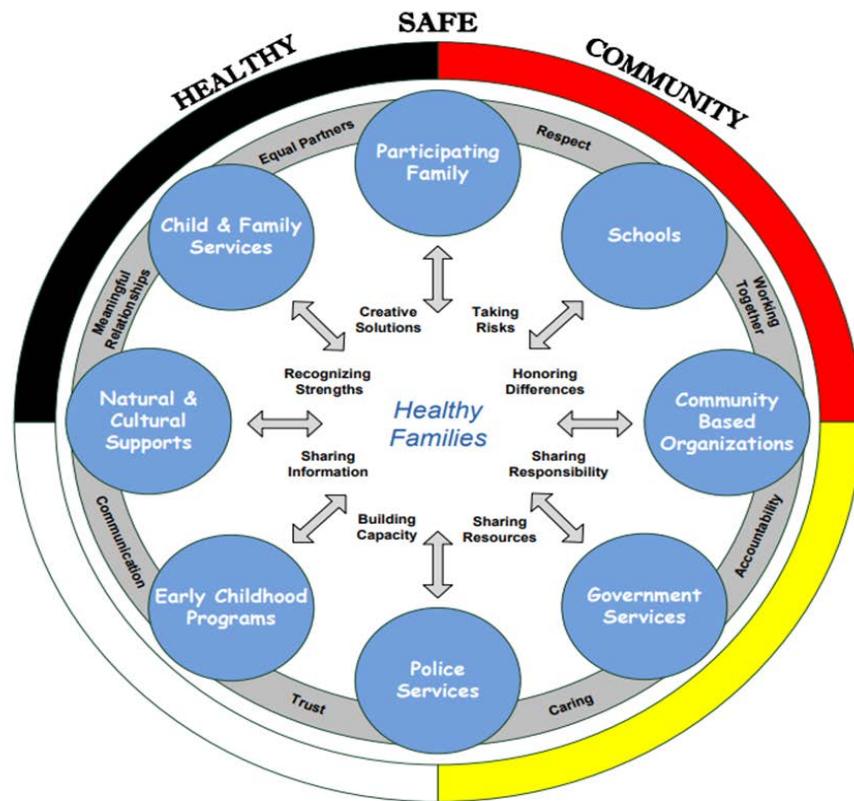 HEALTHY
SAFE
COMMUNITY
Equal Partners
Respect
Participating
Family
Child & Family
Services
Schools
Meaningful
Relationships
Working
Together
Creative
Solutions
Taking
Risks
Recognizing
Strengths
Honoring
Differences
Natural &
Cultural
Supports
Healthy
Families
Community
Based
Organizations
Sharing
Information
Sharing
Responsibility
Building
Capacity
Sharing
Resources
Communication
Accountability
Early Childhood
Programs
Government
Services
Police
Services
Trust
Caring